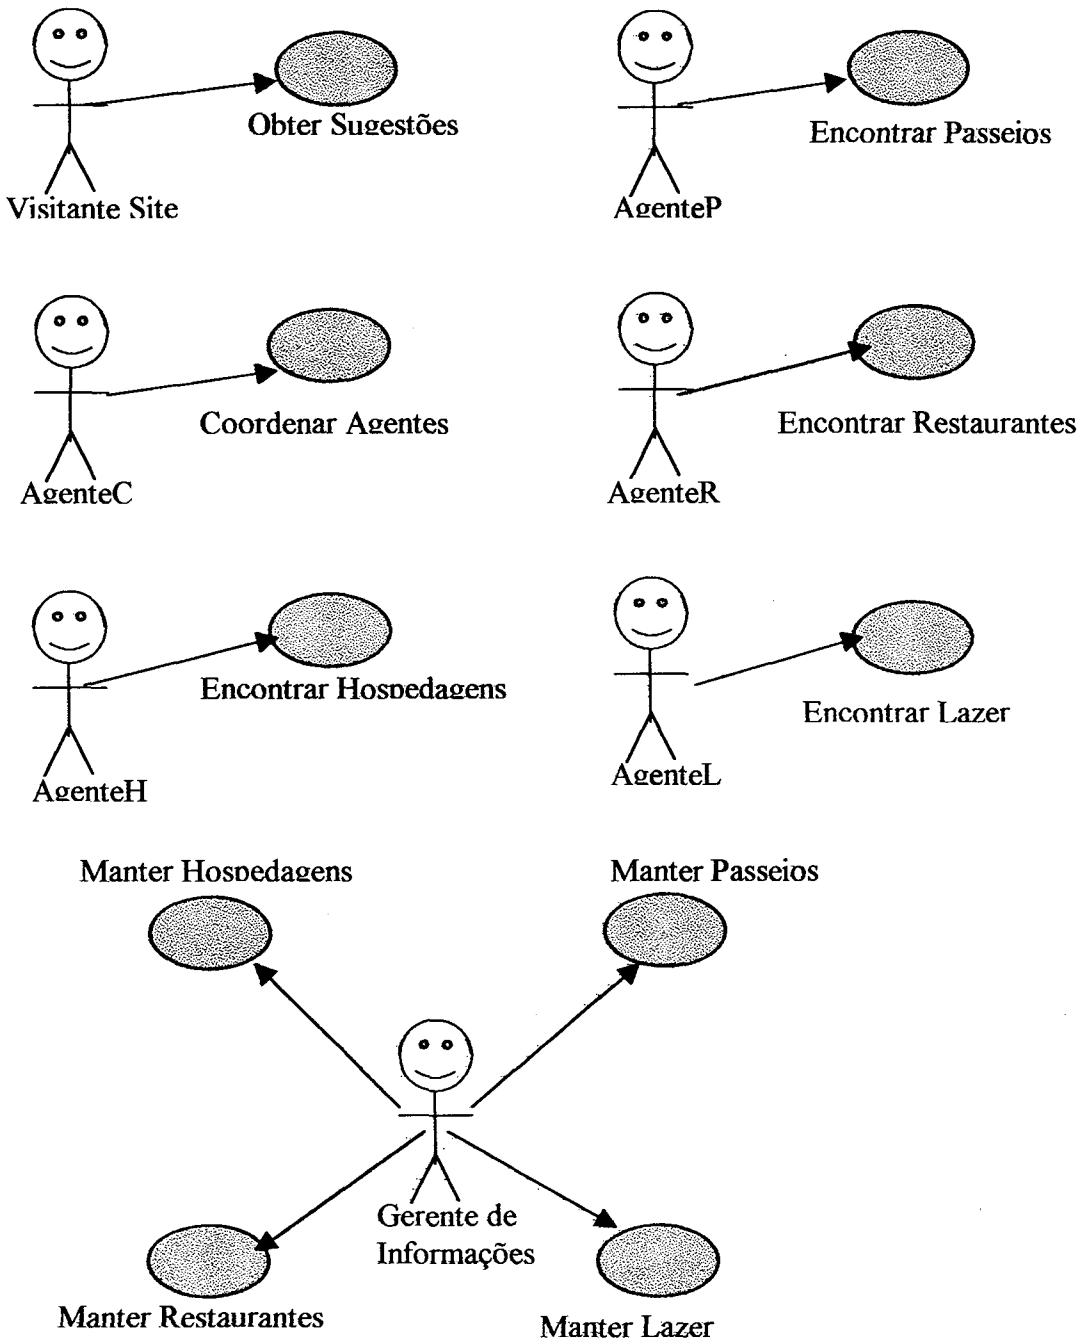 Obter Sugestões
Visitante Site
Encontrar Passeios
AgenteP
Coordenar Agentes
AgenteC
Encontrar Restaurantes
AgenteR
Encontrar Hospedagens
AgenteH
Encontrar Lazer
AgenteL
Manter Hospedagens
Manter Passeios
Gerente de
Informações
Manter Restaurantes
Manter Lazer